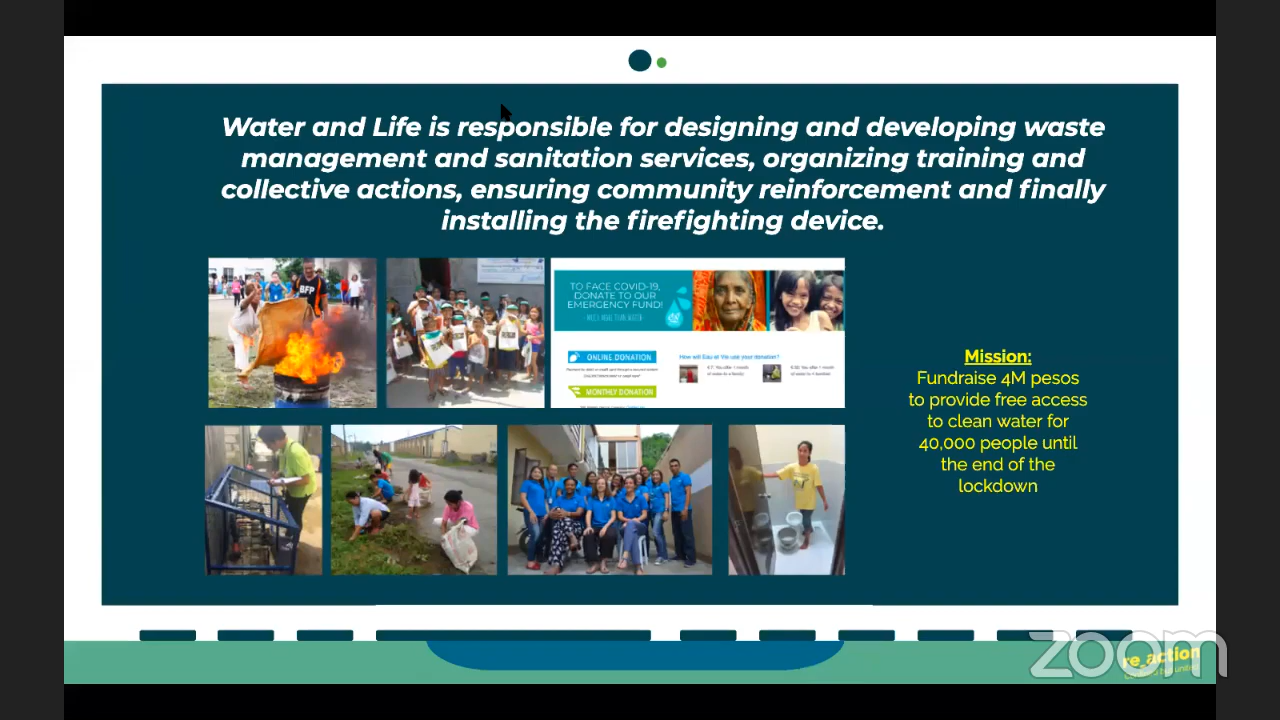 Water and Life is responsible for designing and developing waste
management and sanitation services, organizing training and
collective actions, ensuring community reinforcement and finally
installing the firefighting device.
BFP
TO FACE COVID-19,
DONATE TO OUR
EMERGENCY FUND!
ONLINE DONATION
MONTHLY DONATION
How will Eau et Vie use your donation?
Mission:
Fundraise 4M pesos
to provide free access
to clean water for
40,000 people until
the end of the
lockdown
zoom
re_action